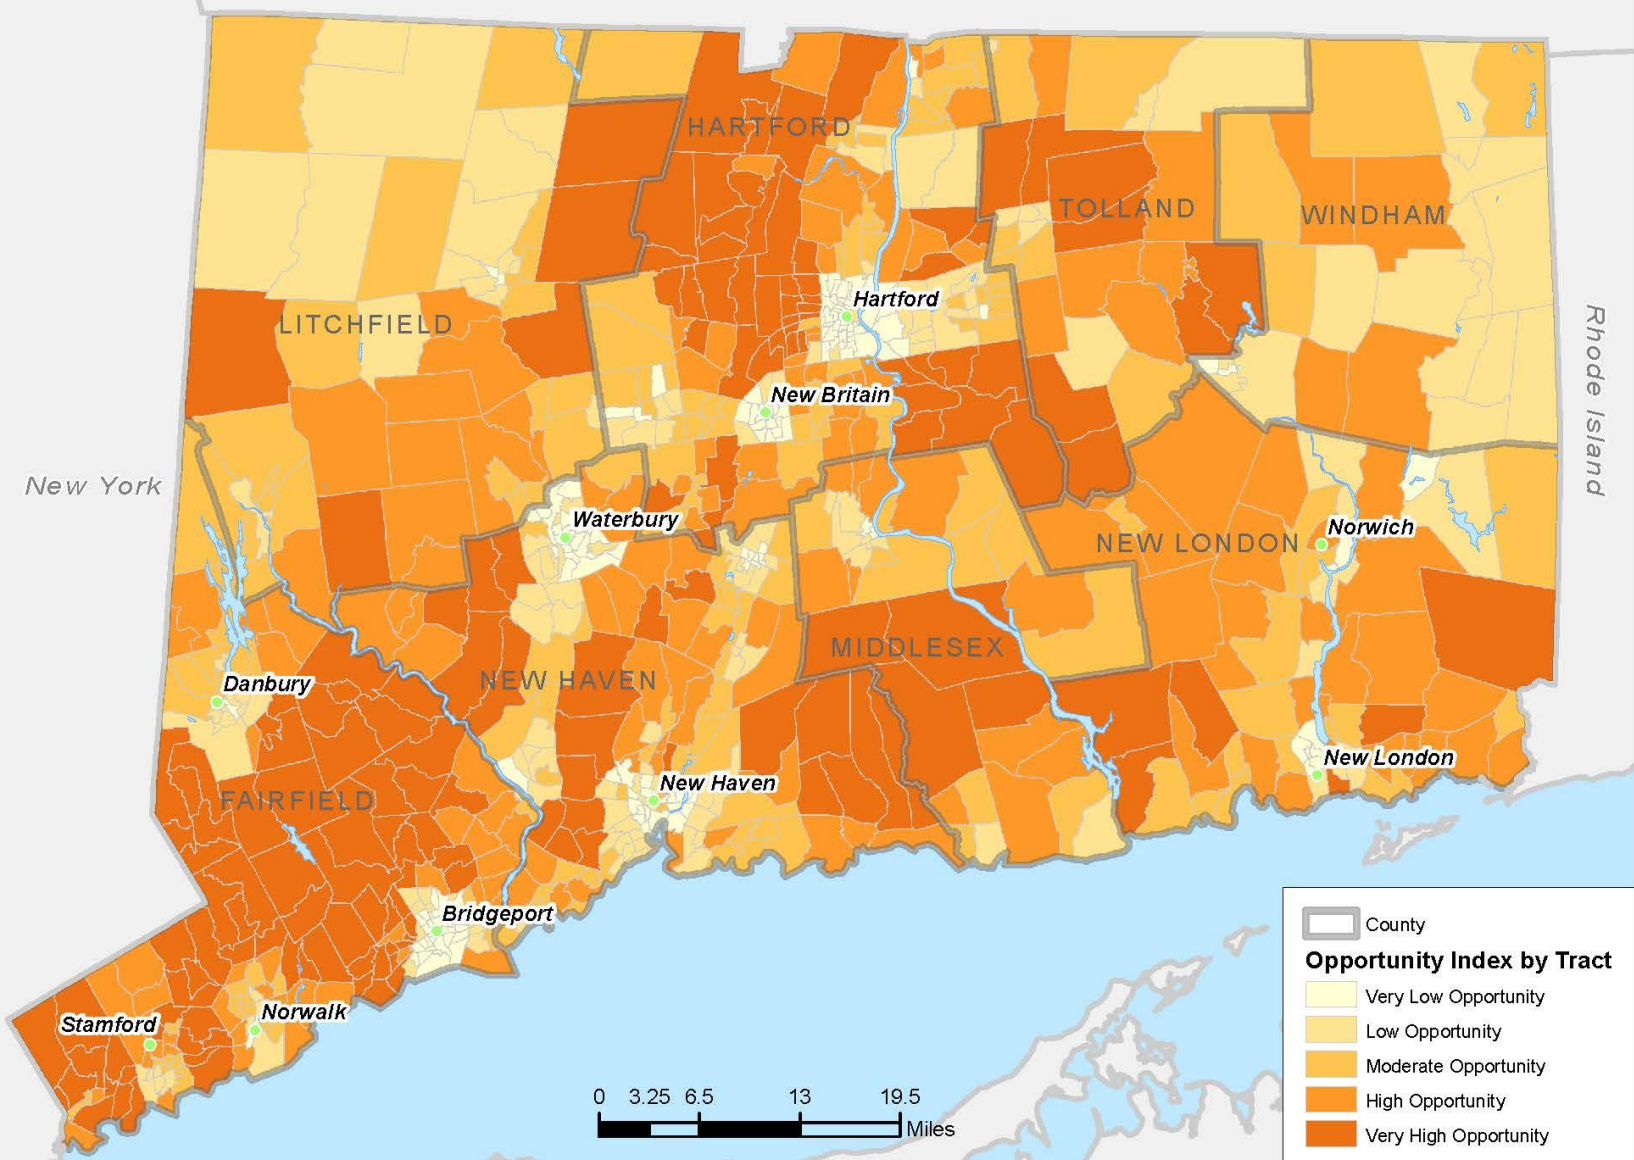 HARTFORD
TOLLAND
WINDHAM
Hartford
LITCHFIELD
Rhode Island
New Britain
New York
Waterbury
Norwich
NEW LONDON
MIDDLESEX
NEW HAVEN
Danbury
New London
New Haven
FAIRFIELD
Bridgeport
Norwalk
Stamford
County
Opportunity Index by Tract
Very Low Opportunity
Low Opportunity
Moderate Opportunity
High Opportunity
Very High Opportunity
0 3.25 6.5 13 19.5
Miles